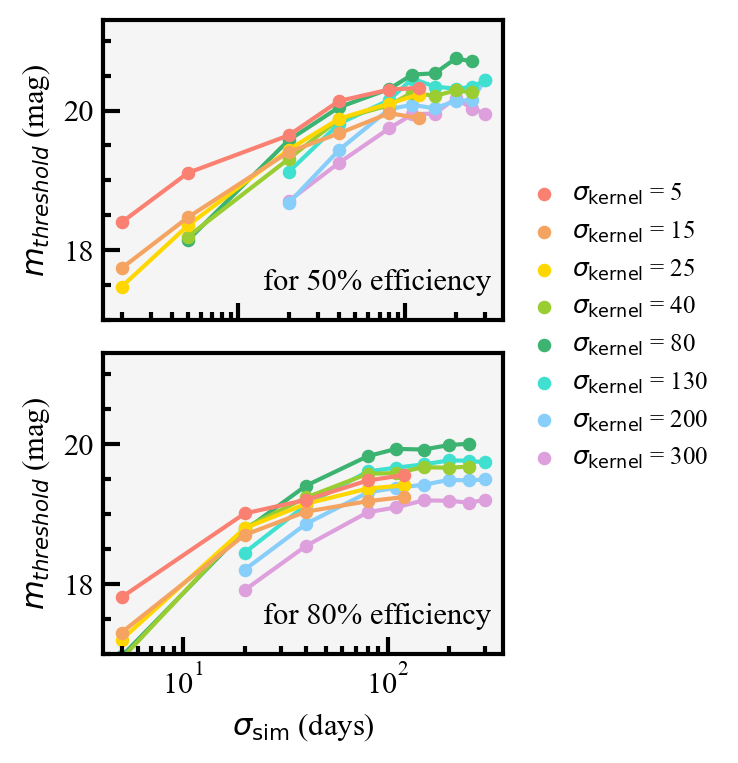 20
18
m_threshold (mag)
for 50% efficiency
σ_kernel = 5
σ_kernel = 15
σ_kernel = 25
σ_kernel = 40
σ_kernel = 80
σ_kernel = 130
σ_kernel = 200
σ_kernel = 300
20
18
m_threshold (mag)
for 80% efficiency
10^1 10^2
σ_sim (days)